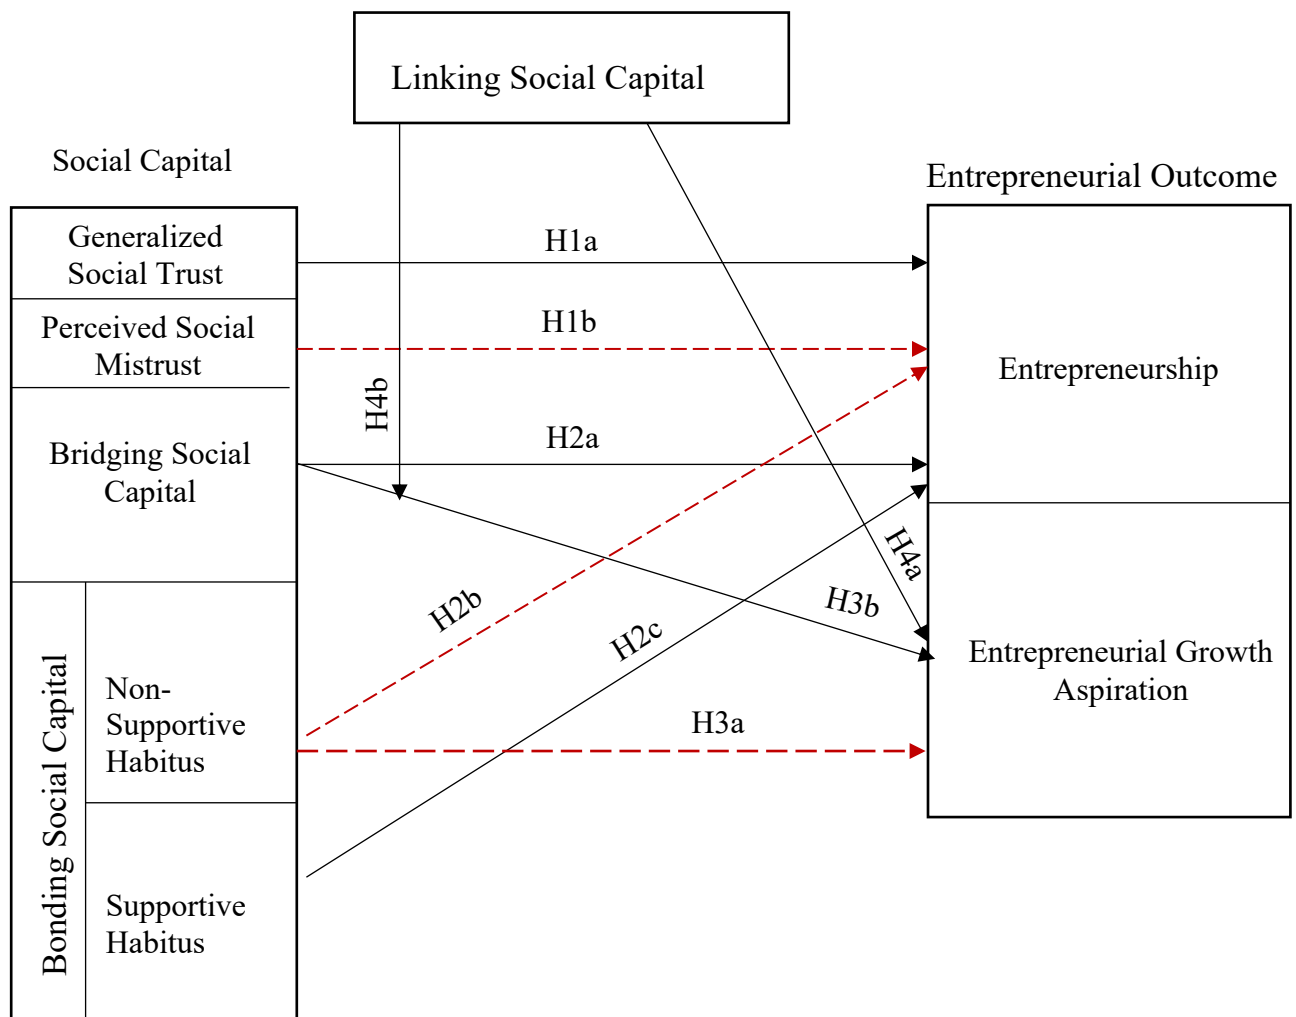 Linking Social Capital
Social Capital
Entrepreneurial Outcome
Generalized
Social Trust
H1a
Perceived Social
Mistrust
H1b
Entrepreneurship
H4b
Bridging Social
Capital
H2a
H4a
H2b
H3b
H2c
Entrepreneurial Growth
Aspiration
Bonding Social Capital
Non-
Supportive
Habitus
H3a
Supportive
Habitus